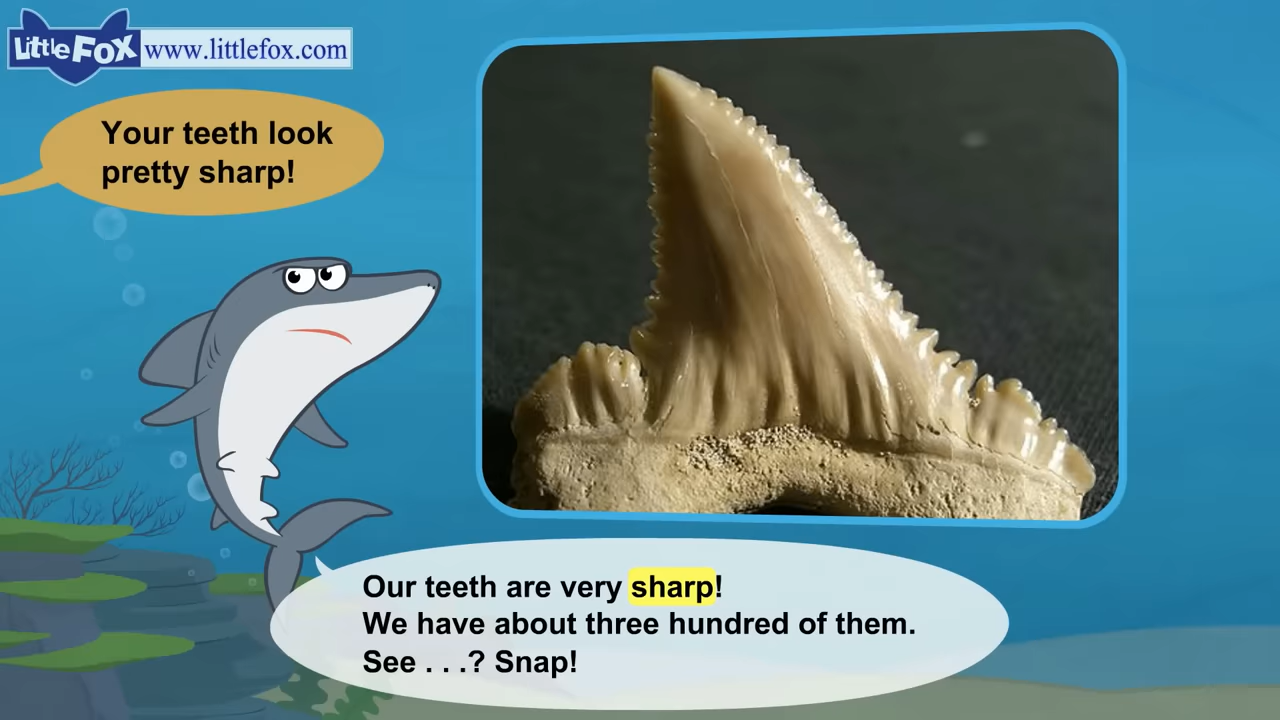 Little Fox www.littlefox.com
Your teeth look
pretty sharp!
Our teeth are very sharp!
We have about three hundred of them.
See . . .? Snap!